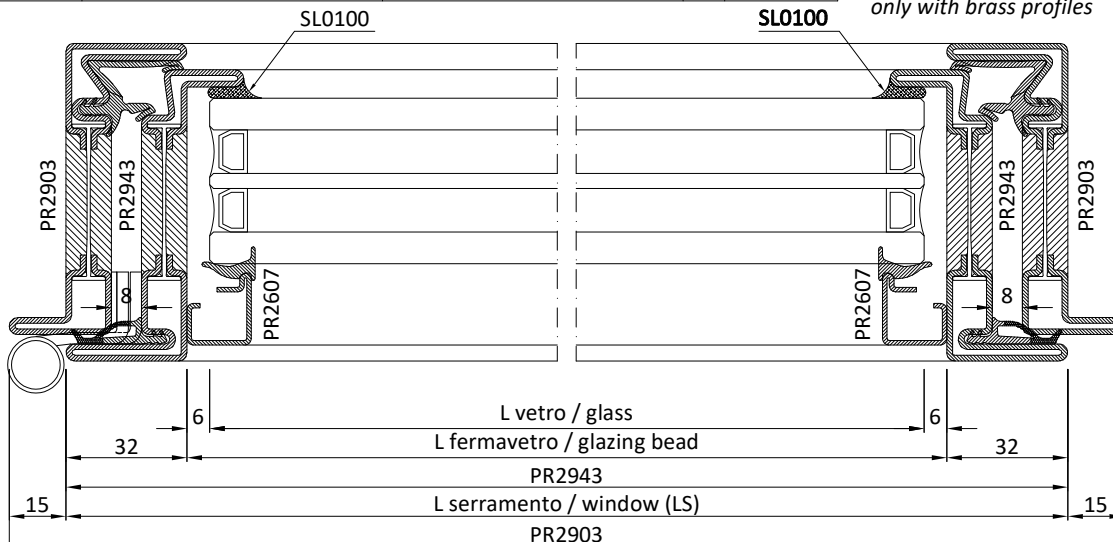 only with brass profiles
SL0100
SL0100
PR2903
PR2943
PR2943
PR2903
PR2607
PR2607
8
8
6
L vetro / glass
6
32
L fermavetro / glazing bead
32
PR2943
15
L serramento / window (LS)
15
PR2903